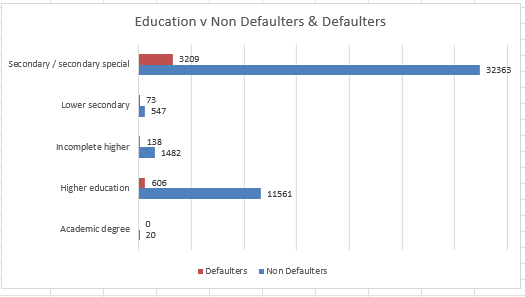 Education v Non Defaulters & Defaulters
Secondary / secondary special
3209
32363
Lower secondary
73
547
Incomplete higher
138
1482
Higher education
606
11561
Academic degree
0
20
Defaulters Non Defaulters